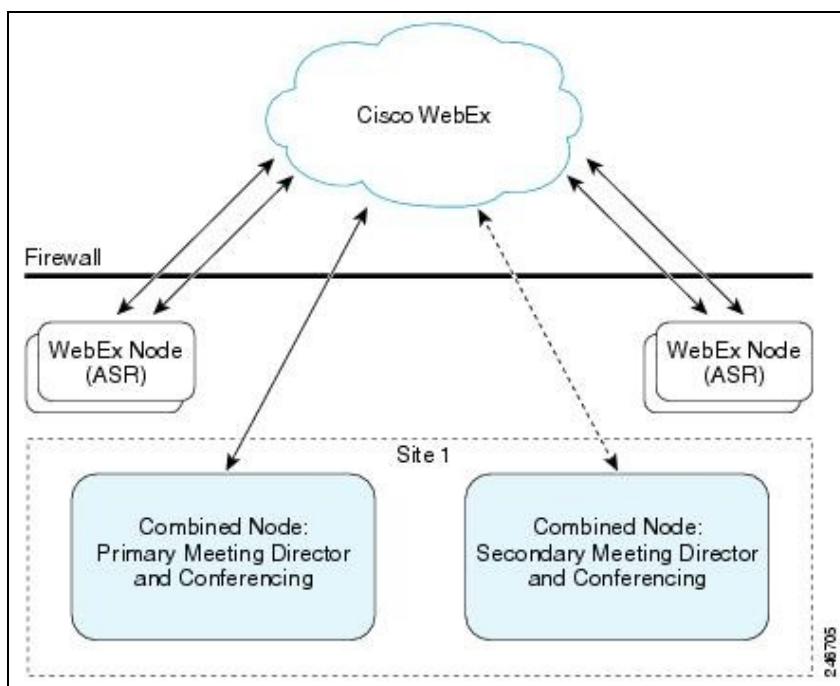 Cisco WebEx
Firewall
WebEx Node
(ASR)
WebEx Node
(ASR)
Site 1
Combined Node:
Primary Meeting Director
and Conferencing
Combined Node:
Secondary Meeting Director
and Conferencing
246705